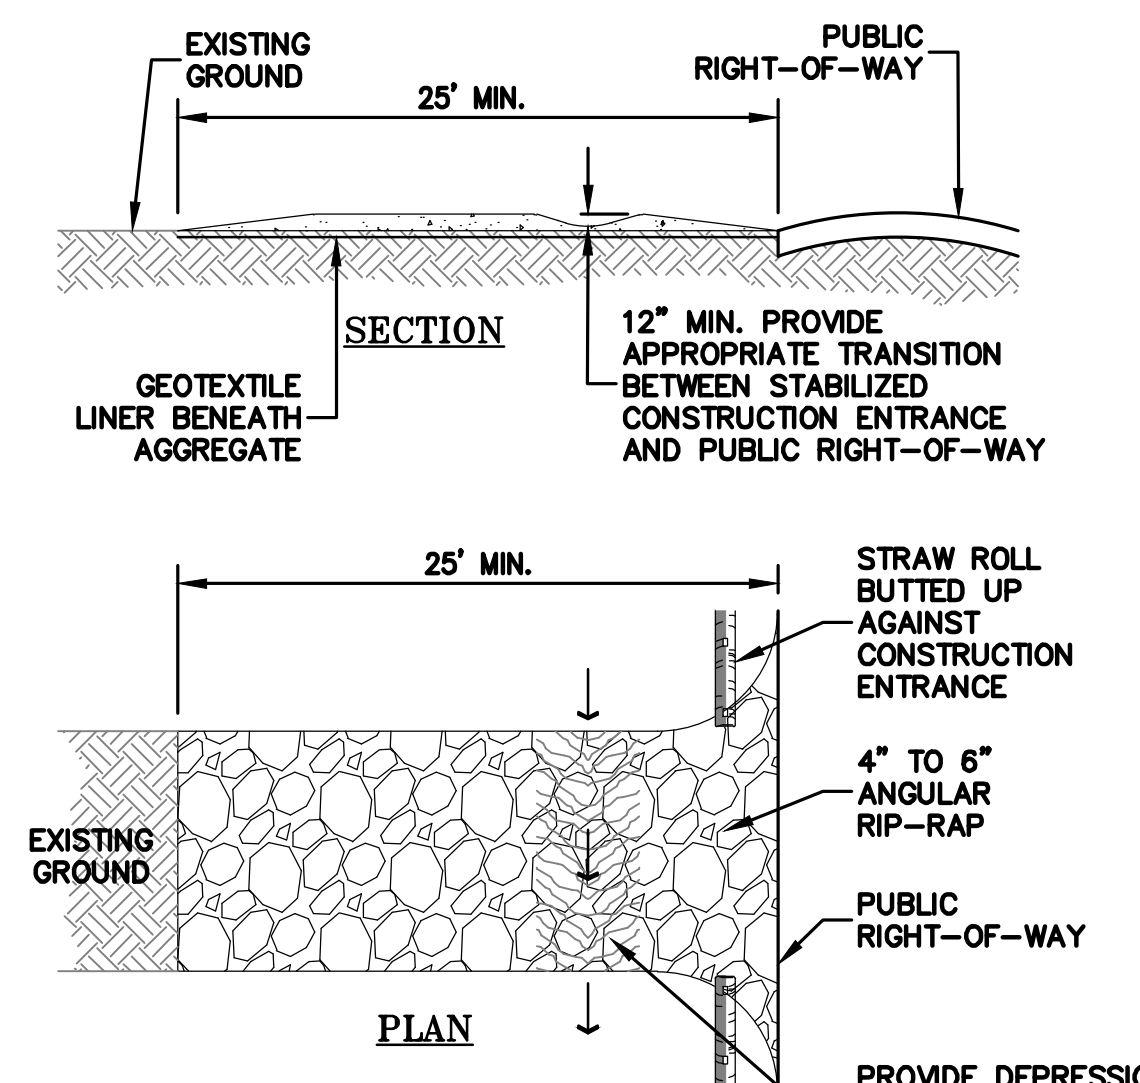 EXISTING
GROUND
PUBLIC
RIGHT-OF-WAY
25' MIN.
SECTION
GEOTEXTILE
LINER BENEATH
AGGREGATE
12" MIN. PROVIDE
APPROPRIATE TRANSITION
BETWEEN STABILIZED
CONSTRUCTION ENTRANCE
AND PUBLIC RIGHT-OF-WAY
25' MIN.
STRAW ROLL
BUTTED UP
AGAINST
CONSTRUCTION
ENTRANCE
4" TO 6"
ANGULAR
RIP-RAP
EXISTING
GROUND
PUBLIC
RIGHT-OF-WAY
PLAN
PROVIDE